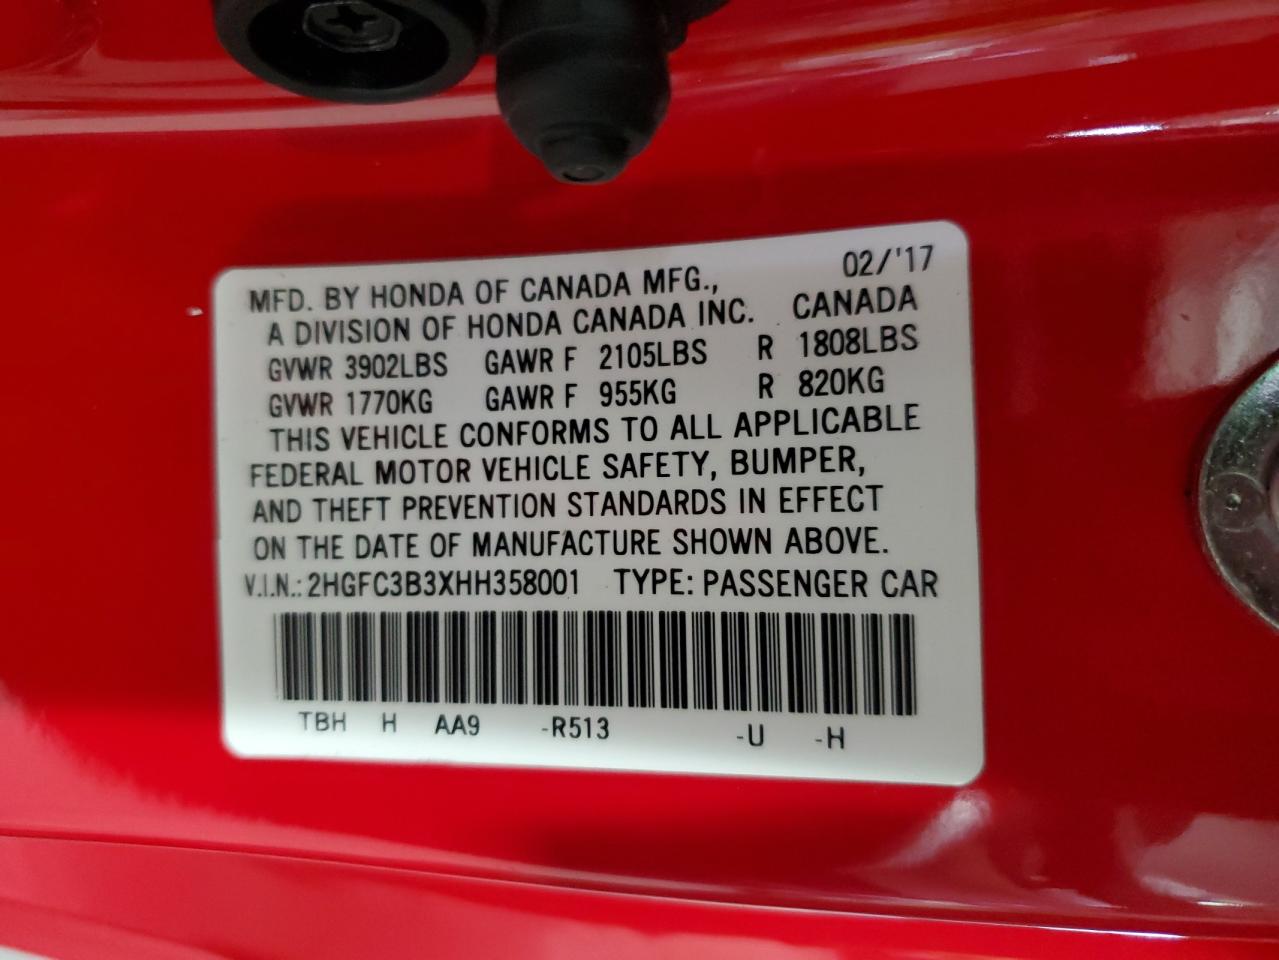 02/'17
MFD. BY HONDA OF CANADA MFG.,
A DIVISION OF HONDA CANADA INC. CANADA
GVWR 3902LBS GAWR F 2105LBS R 1808LBS
GVWR 1770KG GAWR F 955KG R 820KG
THIS VEHICLE CONFORMS TO ALL APPLICABLE
FEDERAL MOTOR VEHICLE SAFETY, BUMPER,
AND THEFT PREVENTION STANDARDS IN EFFECT
ON THE DATE OF MANUFACTURE SHOWN ABOVE.
V.I.N.: 2HGFC3B3XHH358001 TYPE: PASSENGER CAR
TBH H AA9 -R513 -U -H